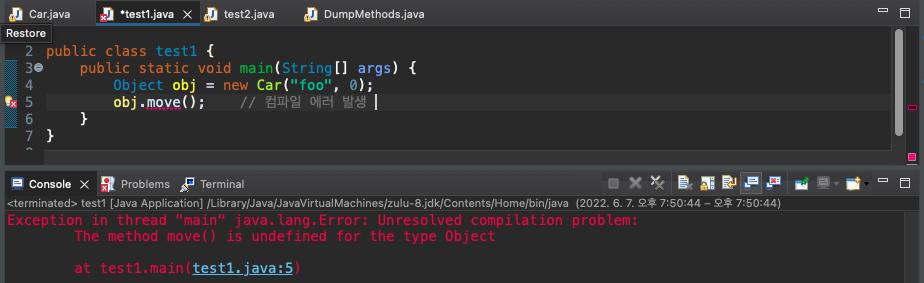 Car.java *test1.java test2.java DumpMethods.java
Restore
2 public class test1 {
3 public static void main(String[] args) {
4 Object obj = new Car("foo", 0);
5 obj.move(); // 컴파일 에러 발생
6 }
7 }
Console Problems Terminal
<terminated> test1 [Java Application] /Library/Java/JavaVirtualMachines/zulu-8.jdk/Contents/Home/bin/java (2022. 6. 7. 오후 7:50:44 – 오후 7:50:44)
Exception in thread "main" java.lang.Error: Unresolved compilation problem:
The method move() is undefined for the type Object
at test1.main(test1.java:5)